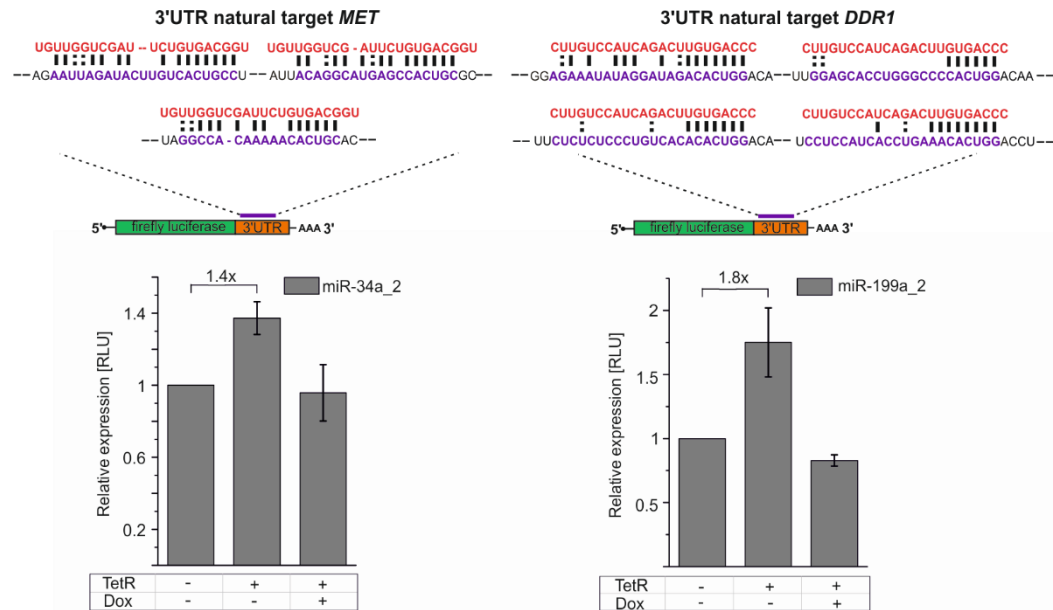 3'UTR natural target MET
UGUUGGUCGAU--UCUGUGACGGU
UGUUGGUCG-AUUCUGUGACGGU
--AGAAUUAGAUACUUGUCACUGCCU--
--AUUACAGGCAUGAGCCACUGCGC--
UGUUGGUCGAUUCUGUGACGGU
--UAGGCCA-CAAAAACACUGCAC--
5' firefly luciferase 3'UTR AAA 3'
1.4x
miR-34a_2
Relative expression [RLU]
1.4
1
0.6
0.2
TetR - + +
Dox - - +
3'UTR natural target DDR1
CUUGUCCAUCAGACUUGUGACCC
CUUGUCCAUCAGACUUGUGACCC
--GGAGAAAUAUAGGAUAGACACUGGACA--
--UUGGAGCACCUGGGCCCCACUGGACAA--
CUUGUCCAUCAGACUUGUGACCC
CUUGUCCAUCAGACUUGUGACCC
--UUCUCUCUCCCUGUCACACACUGGACA--
--UCCUCCAUCACCUGAAACACUGGACCU--
5' firefly luciferase 3'UTR AAA 3'
1.8x
miR-199a_2
Relative expression [RLU]
2
1.5
1
0.5
TetR - + +
Dox - - +